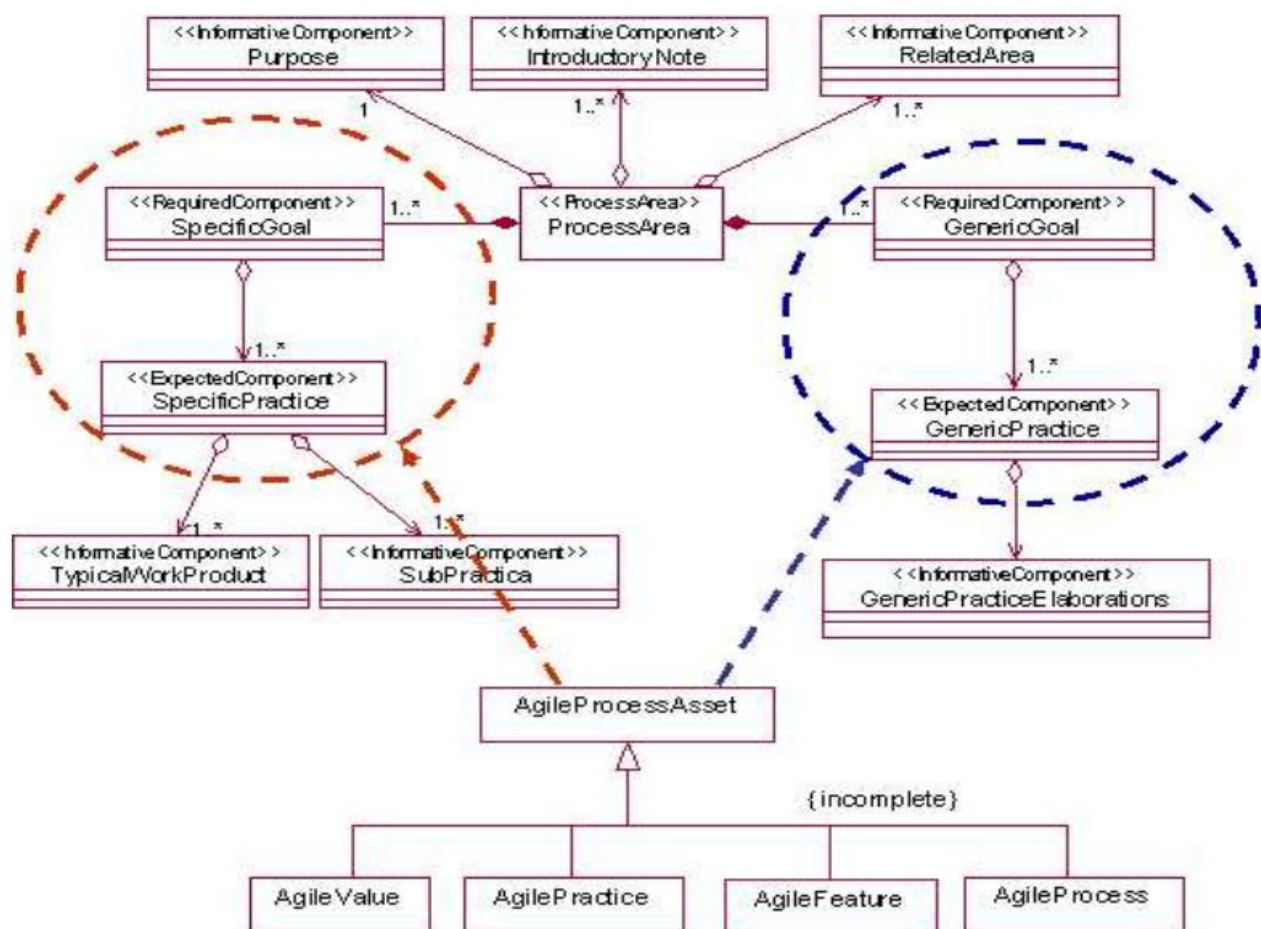 <<InformativeComponent>>
Purpose
<<InformativeComponent>>
IntroductoryNote
<<InformativeComponent>>
RelatedArea
1
1..*
1..*
<<RequiredComponent>>
SpecificGoal
1..*
<<ProcessArea>>
ProcessArea
1..*
<<RequiredComponent>>
GenericGoal
1..*
1..*
<<ExpectedComponent>>
SpecificPractice
<<ExpectedComponent>>
GenericPractice
1..*
1..*
<<InformativeComponent>>
TypicalWorkProduct
<<InformativeComponent>>
SubPractica
<<InformativeComponent>>
GenericPracticeElaborations
AgileProcessAsset
{incomplete}
AgileValue
AgilePractice
AgileFeature
AgileProcess